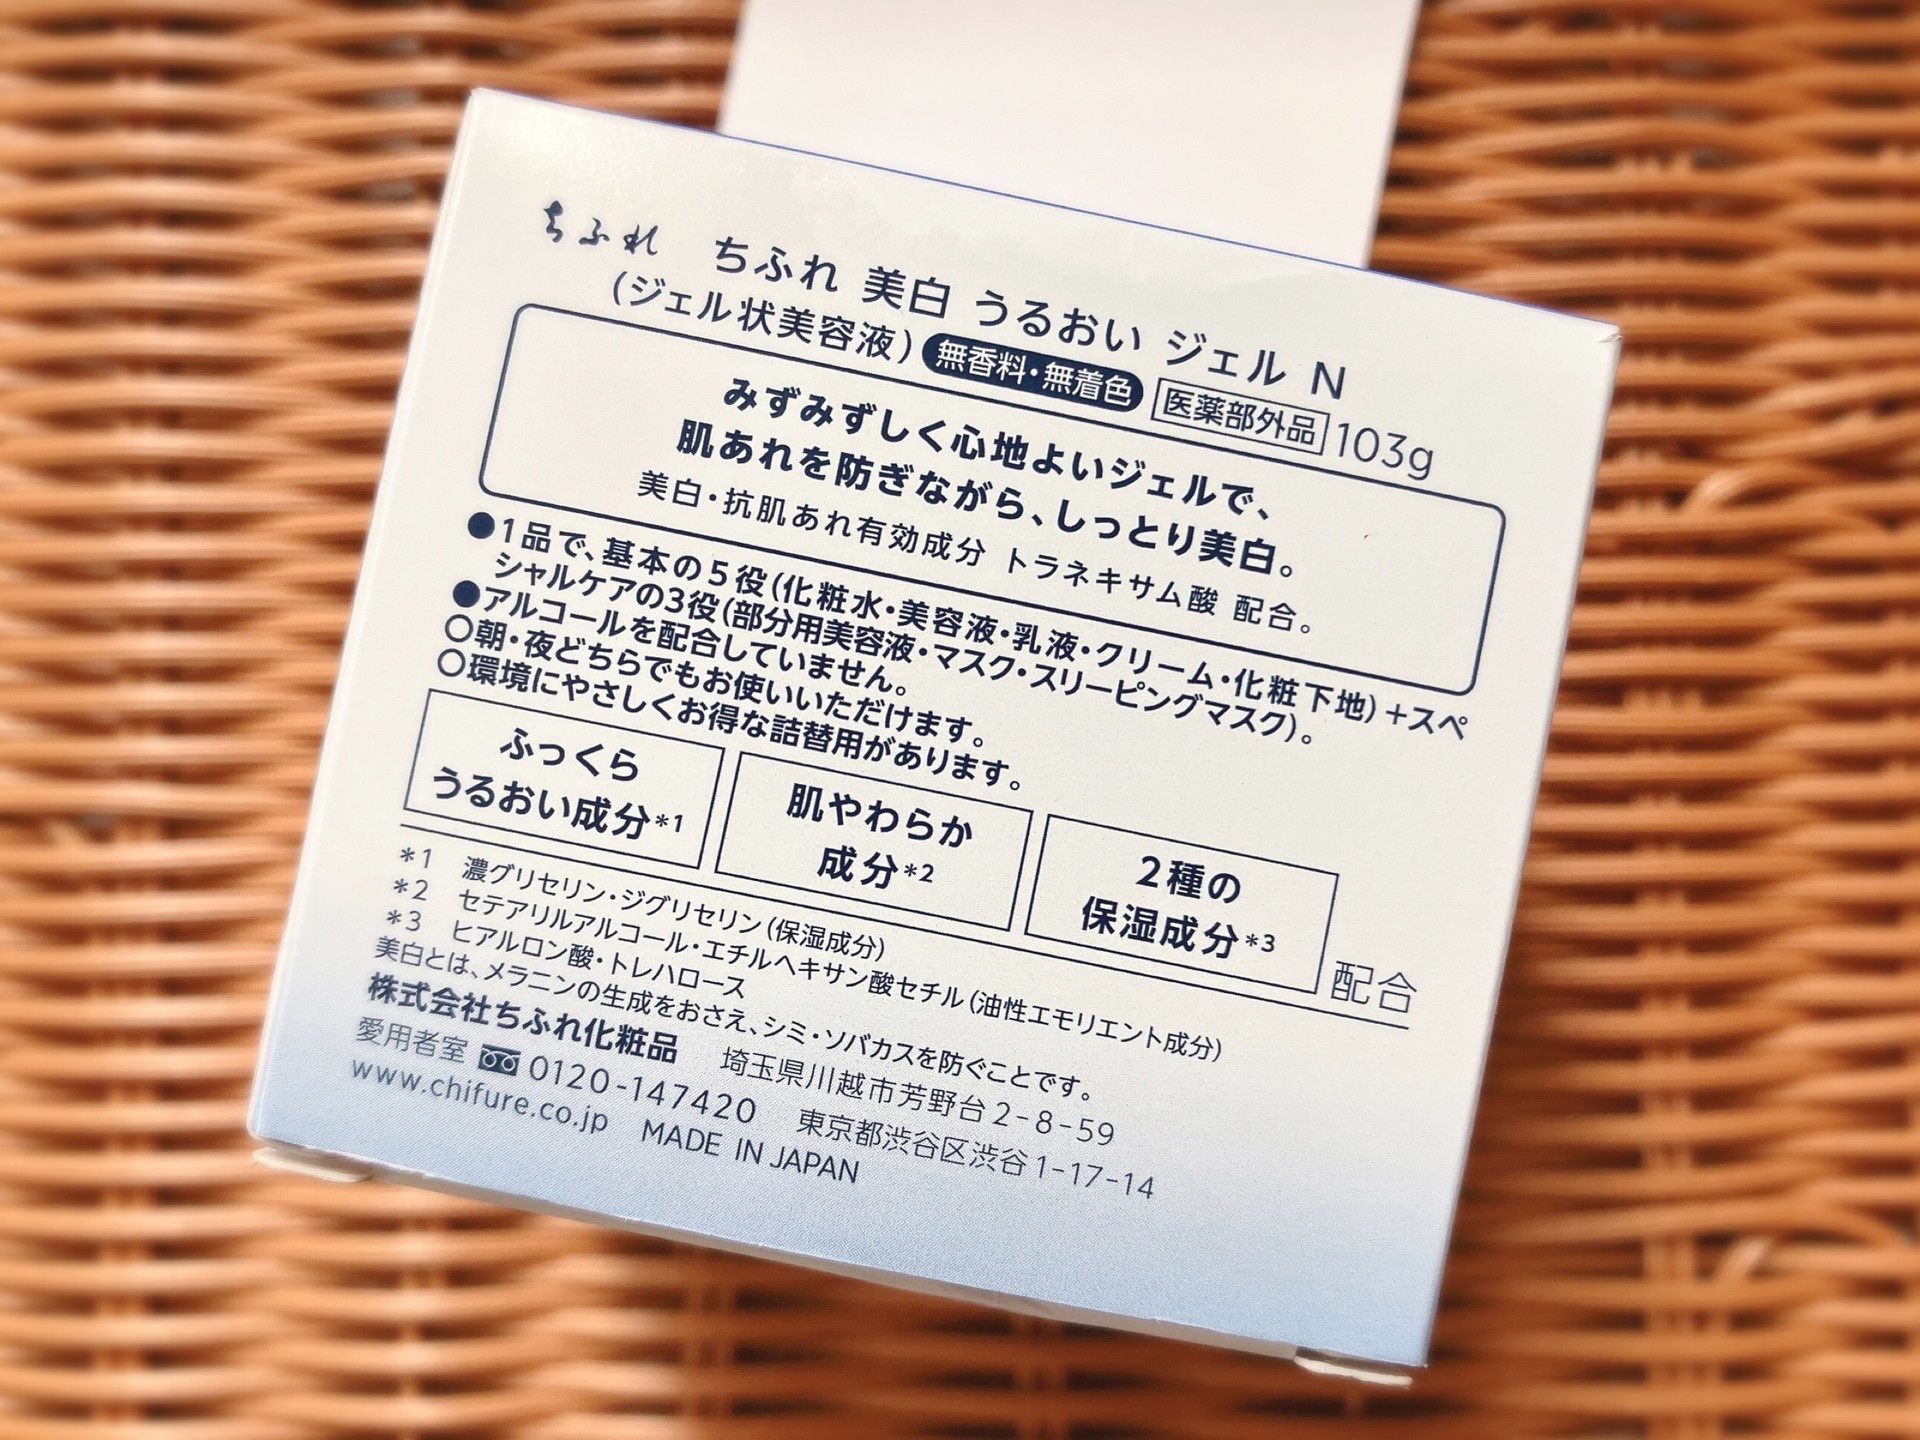 ちふれ ちふれ 美白 うるおい ジェル N
(ジェル状美容液) 無香料・無着色 医薬部外品 103g
みずみずしく心地よいジェルで、
肌あれを防ぎながら、しっとり美白。
美白・抗肌あれ有効成分 トラネキサム酸 配合。
●1品で、基本の5役(化粧水・美容液・乳液・クリーム・化粧下地)+スペ
シャルケアの3役(部分用美容液・マスク・スリーピングマスク)。
●アルコールを配合していません。
○朝・夜どちらでもお使いいただけます。
○環境にやさしくお得な詰替用があります。
ふっくら
うるおい成分*1
肌やわらか
成分*2
2種の
保湿成分*3
配合
*1 濃グリセリン・ジグリセリン(保湿成分)
*2 セテアリルアルコール・エチルヘキサン酸セチル(油性エモリエント成分)
*3 ヒアルロン酸・トレハロース
美白とは、メラニンの生成をおさえ、シミ・ソバカスを防ぐことです。
株式会社ちふれ化粧品 埼玉県川越市芳野台2-8-59
愛用者室 0120-147420 東京都渋谷区渋谷1-17-14
www.chifure.co.jp MADE IN JAPAN